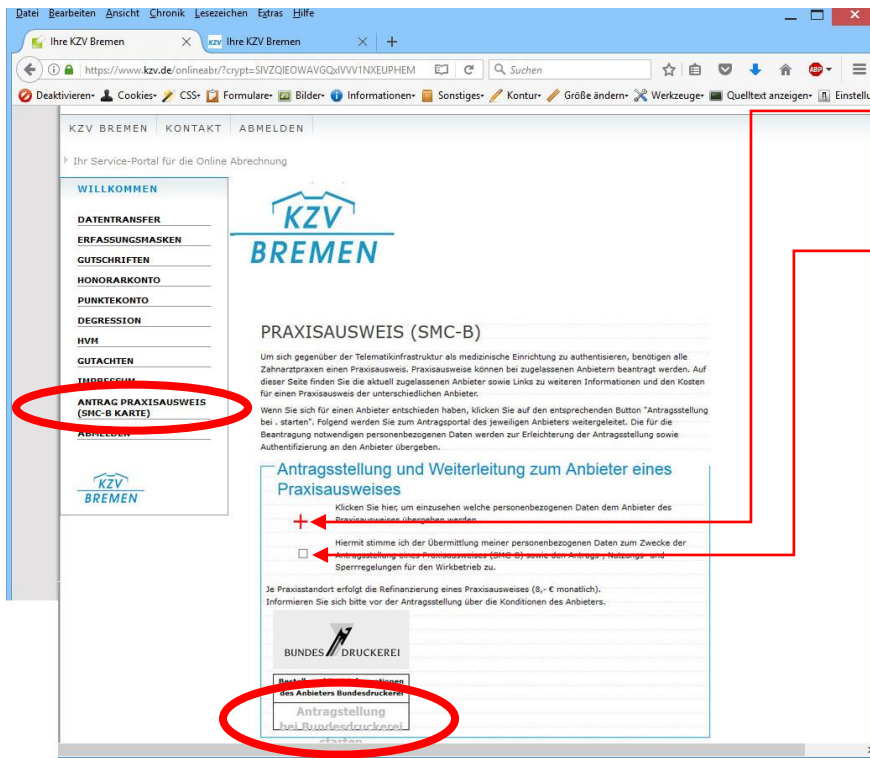 Datei Bearbeiten Ansicht Chronik Lesezeichen Extras Hilfe
Ihre KZV Bremen
KZV Ihre KZV Bremen
https://www.kzv.de/onlineabr/?crypt=SIVZQIEOWAVGQxIVVV1NXEUPHEM
Suchen
ABP
Deaktivieren Cookies CSS Formulare Bilder Informationen Sonstiges Kontur Größe ändern Werkzeuge Quelltext anzeigen Einstellu
KZV BREMEN KONTAKT ABMELDEN
Ihr Service-Portal für die Online Abrechnung
WILLKOMMEN
DATENTRANSFER
ERFASSUNGSMASKEN
GUTSCHRIFTEN
HONORARKONTO
PUNKTEKONTO
DEGRESSION
HVM
GUTACHTEN
IMPRESSUM
ANTRAG PRAXISAUSWEIS
(SMC-B KARTE)
ABMELDEN
KZV
BREMEN
KZV
BREMEN
PRAXISAUSWEIS (SMC-B)
Um sich gegenüber der Telematikinfrastruktur als medizinische Einrichtung zu authentisieren, benötigen alle
Zahnarztpraxen einen Praxisausweis. Praxisausweise können bei zugelassenen Anbietern beantragt werden. Auf
dieser Seite finden Sie die aktuell zugelassenen Anbieter sowie Links zu weiteren Informationen und den Kosten
für einen Praxisausweis der unterschiedlichen Anbieter.
Wenn Sie sich für einen Anbieter entschieden haben, klicken Sie auf den entsprechenden Button "Antragsstellung
bei . starten". Folgend werden Sie zum Antragsportal des jeweiligen Anbieters weitergeleitet. Die für die
Beantragung notwendigen personenbezogenen Daten werden zur Erleichterung der Antragsstellung sowie
Authentifizierung an den Anbieter übergeben.
Antragsstellung und Weiterleitung zum Anbieter eines
Praxisausweises
Klicken Sie hier, um einzusehen welche personenbezogenen Daten dem Anbieter des
Praxisausweises übergeben werden
Hiermit stimme ich der Übermittlung meiner personenbezogenen Daten zum Zwecke der
Antragsstellung eines Praxisausweises (SMC-B) sowie den Antrags-, Nutzungs- und
Sperrregelungen für den Wirkbetrieb zu.
Je Praxisstandort erfolgt die Refinanzierung eines Praxisausweises (8,- € monatlich).
Informieren Sie sich bitte vor der Antragsstellung über die Konditionen des Anbieters.
BUNDESDRUCKEREI
des Anbieters Bundesdruckerei
Antragstellung
bei Bundesdruckerei
starten